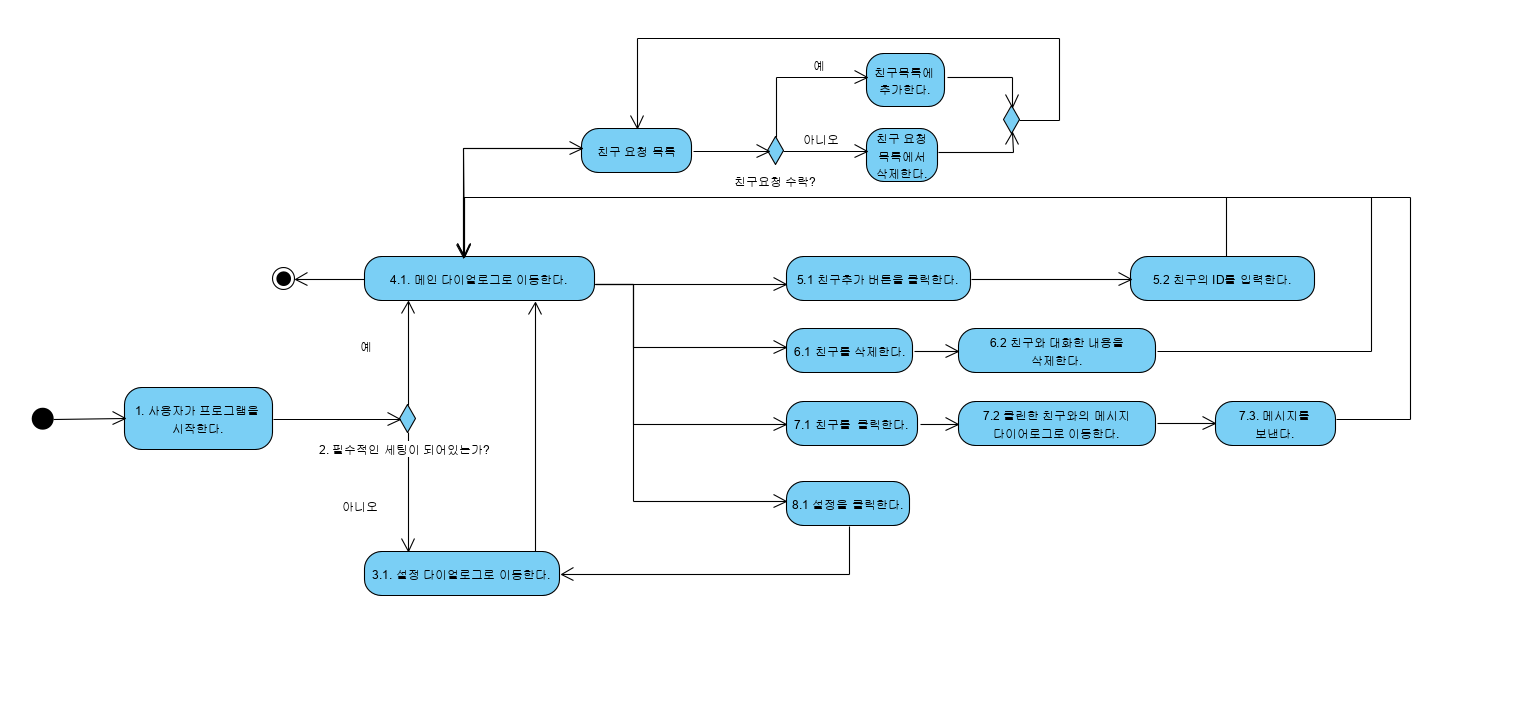 예
친구목록에
추가한다.
친구 요청 목록
아니오
친구 요청
목록에서
삭제한다.
친구요청 수락?
4.1. 메인 다이얼로그로 이동한다.
5.1 친구추가 버튼을 클릭한다.
5.2 친구의 ID를 입력한다.
예
6.1 친구를 삭제한다.
6.2 친구와 대화한 내용을
삭제한다.
1. 사용자가 프로그램을
시작한다.
2. 필수적인 세팅이 되어있는가?
7.1 친구를 클릭한다.
7.2 클린한 친구와의 메시지
다이어로그로 이동한다.
7.3. 메시지를
보낸다.
아니오
8.1 설정을 클릭한다.
3.1. 설정 다이얼로그로 이동한다.